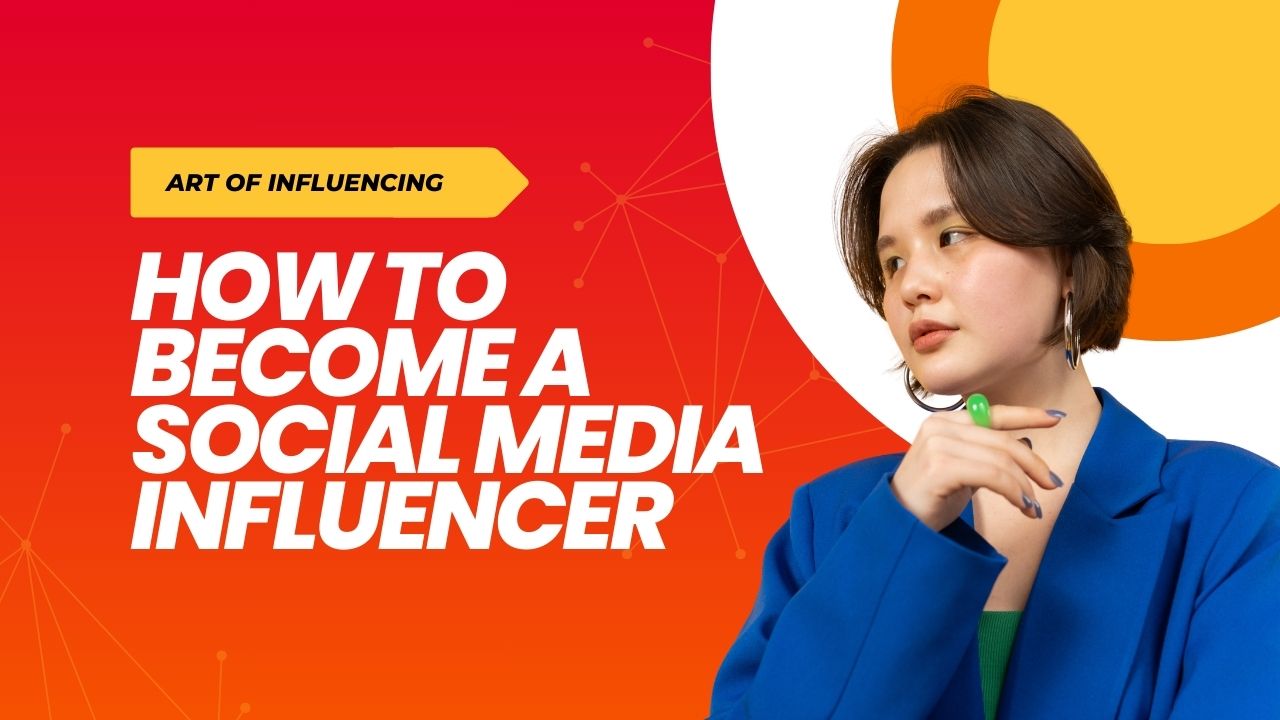 ART OF INFLUENCING
HOW TO
BECOME A
SOCIAL MEDIA
INFLUENCER